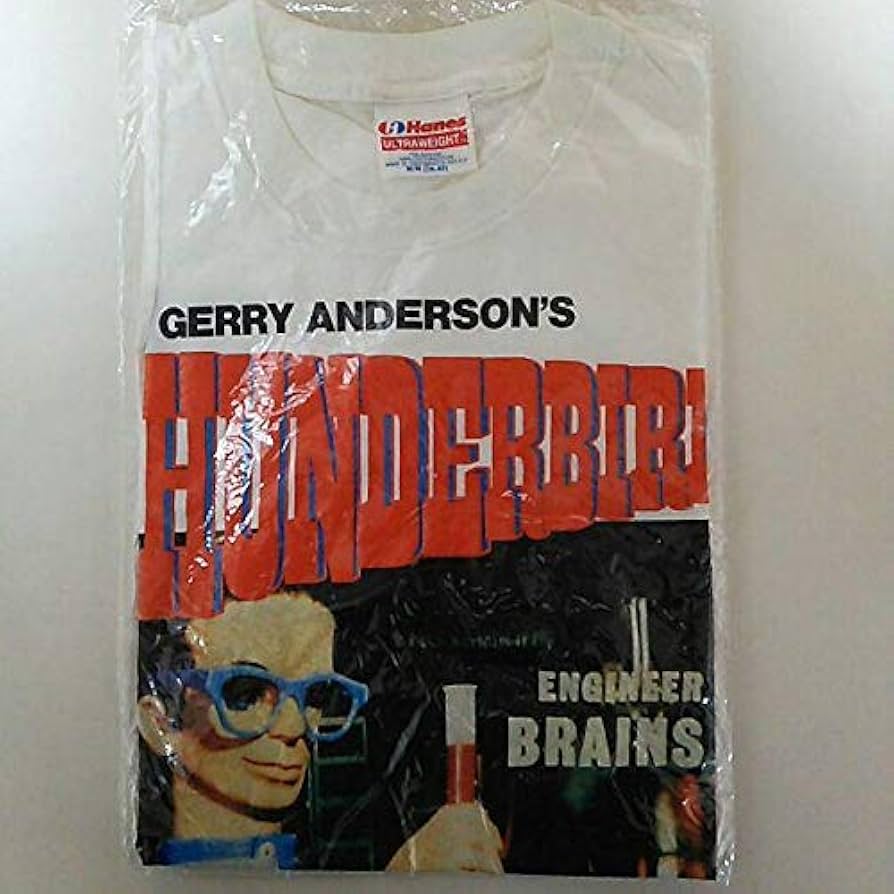 Hanes
ULTRAWEIGHT
GERRY ANDERSON'S
HUNDERBIR
ENGINEER
BRAINS